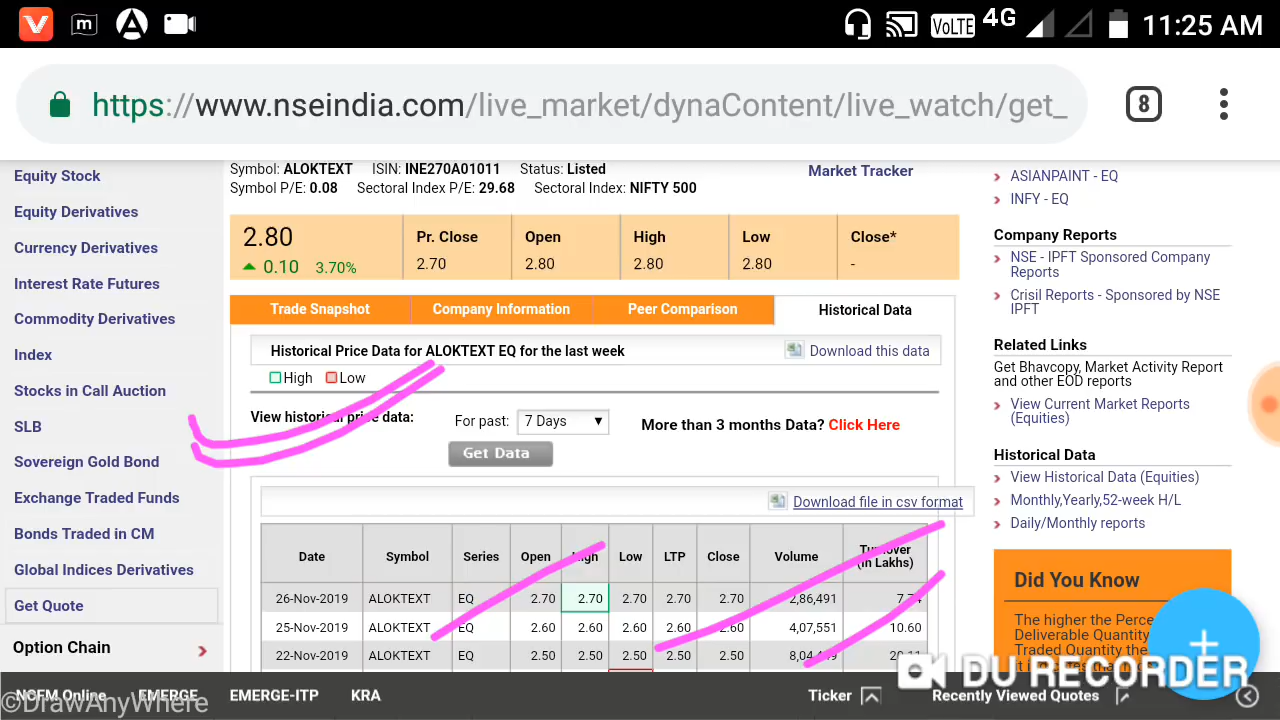 VoLTE 4G 11:25 AM
https://www.nseindia.com/live_market/dynaContent/live_watch/get_ 8
Symbol: ALOKTEXT ISIN: INE270A01011 Status: Listed
Symbol P/E: 0.08 Sectoral Index P/E: 29.68 Sectoral Index: NIFTY 500
Market Tracker
2.80 Pr. Close Open High Low Close*
0.10 3.70% 2.70 2.80 2.80 2.80 -
Trade Snapshot Company Information Peer Comparison Historical Data
Historical Price Data for ALOKTEXT EQ for the last week Download this data
High Low
View historical price data: For past: 7 Days More than 3 months Data? Click Here
Get Data
Download file in csv format
Date Symbol Series Open High Low LTP Close Volume Turnover
(in Lakhs)
26-Nov-2019 ALOKTEXT EQ 2.70 2.70 2.70 2.70 2.70 2,86,491 7.74
25-Nov-2019 ALOKTEXT EQ 2.60 2.60 2.60 2.60 2.60 4,07,551 10.60
22-Nov-2019 ALOKTEXT EQ 2.50 2.50 2.50 2.50 2.50
Equity Stock
Equity Derivatives
Currency Derivatives
Interest Rate Futures
Commodity Derivatives
Index
Stocks in Call Auction
SLB
Sovereign Gold Bond
Exchange Traded Funds
Bonds Traded in CM
Global Indices Derivatives
Get Quote
Option Chain
ASIANPAINT - EQ
INFY - EQ
Company Reports
NSE - IPFT Sponsored Company
Reports
Crisil Reports - Sponsored by NSE
IPFT
Related Links
Get Bhavcopy, Market Activity Report
and other EOD reports
View Current Market Reports
(Equities)
Historical Data
View Historical Data (Equities)
Monthly,Yearly,52-week H/L
Daily/Monthly reports
Did You Know
The higher the Perce
Deliverable Quantity
Traded Quantity the
DU RECORDER
NCFM Online EMERGE EMERGE-ITP KRA Ticker Recently Viewed Quotes
©DrawAnyWhere